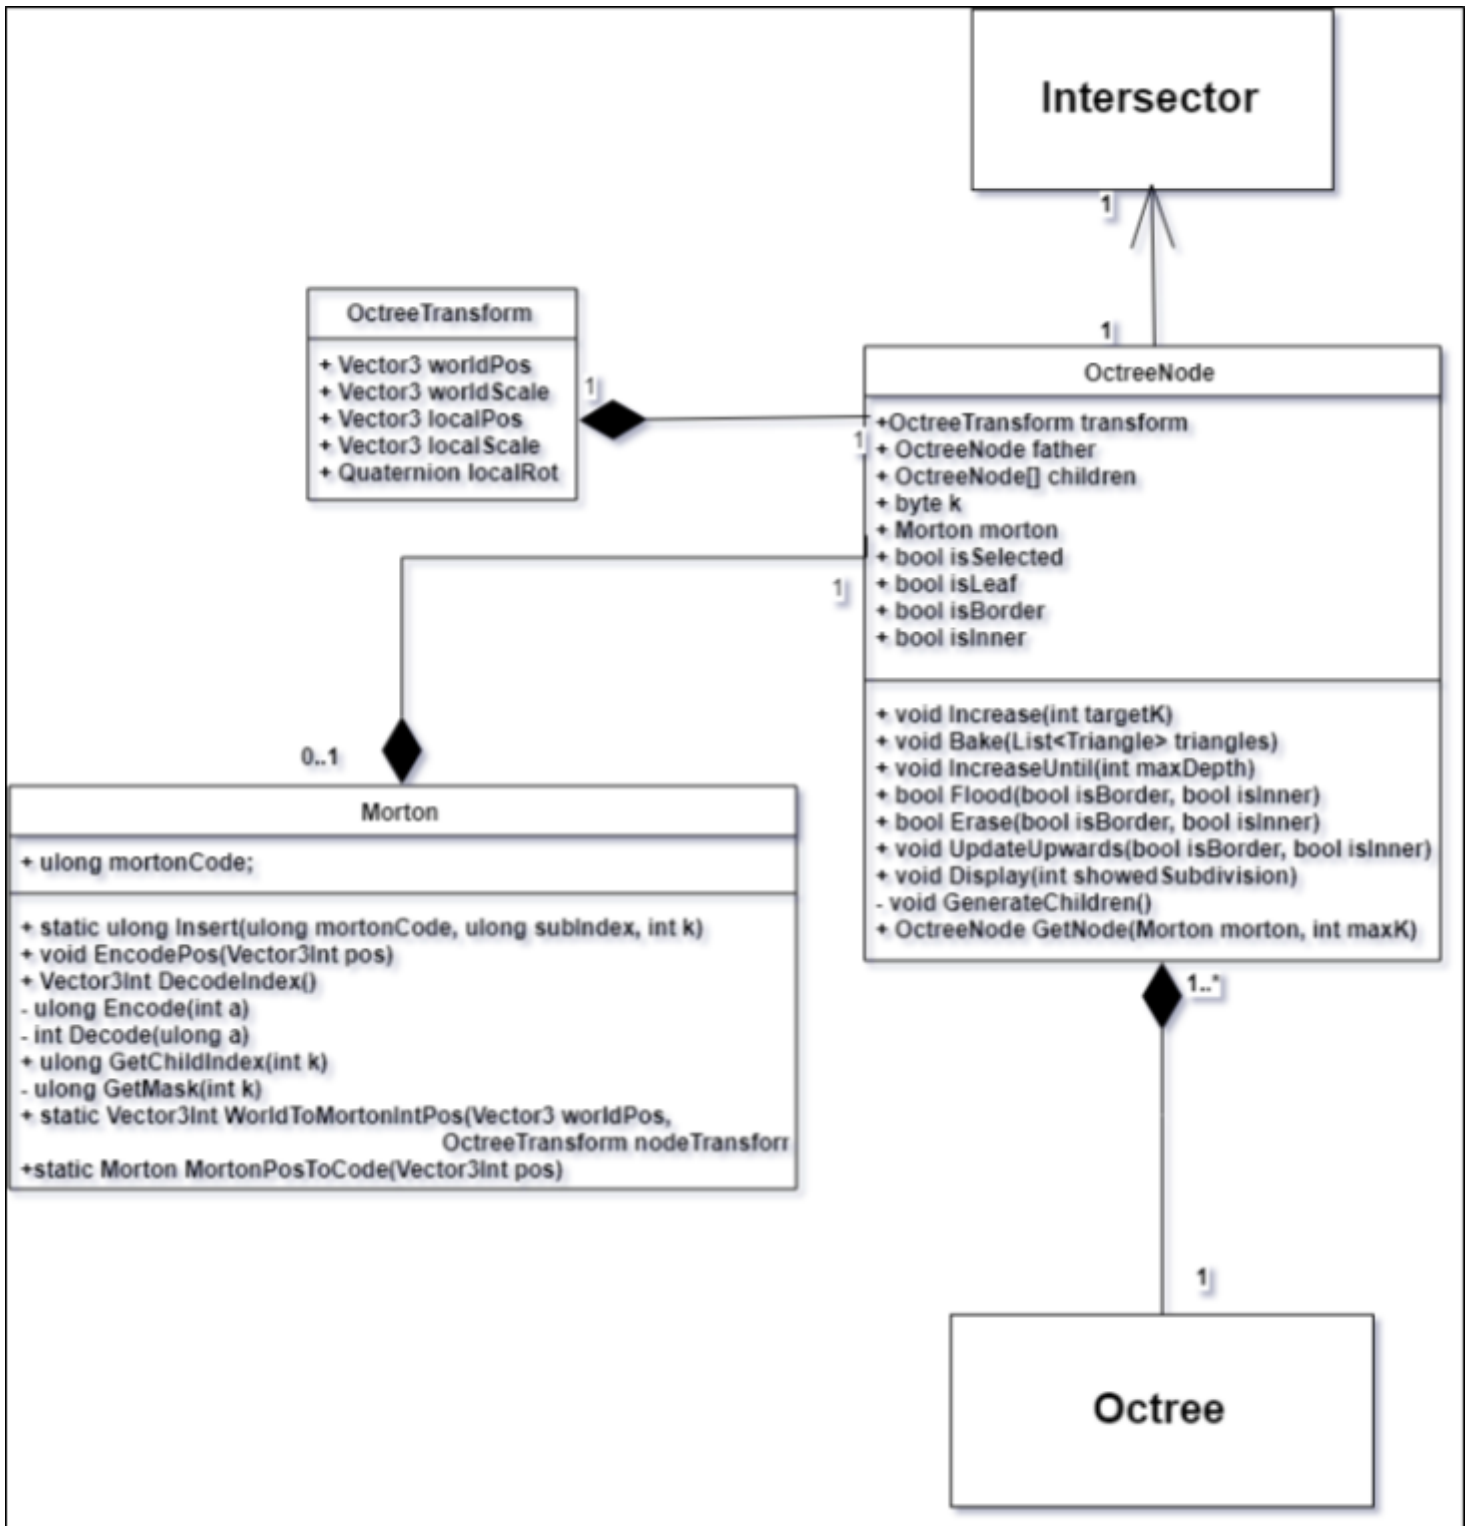 Intersector
1
1
OctreeTransform
+ Vector3 worldPos
+ Vector3 worldScale
+ Vector3 localPos
+ Vector3 localScale
+ Quaternion localRot
1
1
OctreeNode
+OctreeTransform transform
+ OctreeNode father
+ OctreeNode[] children
+ byte k
+ Morton morton
+ bool isSelected
+ bool isLeaf
+ bool isBorder
+ bool isInner
+ void Increase(int targetK)
+ void Bake(List<Triangle> triangles)
+ void IncreaseUntil(int maxDepth)
+ bool Flood(bool isBorder, bool isInner)
+ bool Erase(bool isBorder, bool isInner)
+ void UpdateUpwards(bool isBorder, bool isInner)
+ void Display(int showedSubdivision)
- void GenerateChildren()
+ OctreeNode GetNode(Morton morton, int maxK)
1
0..1
Morton
+ ulong mortonCode;
+ static ulong Insert(ulong mortonCode, ulong subIndex, int k)
+ void EncodePos(Vector3Int pos)
+ Vector3Int DecodeIndex()
- ulong Encode(int a)
- int Decode(ulong a)
+ ulong GetChildIndex(int k)
- ulong GetMask(int k)
+ static Vector3Int WorldToMortonIntPos(Vector3 worldPos,
OctreeTransform nodeTransforr
+static Morton MortonPosToCode(Vector3Int pos)
1..*
1
Octree